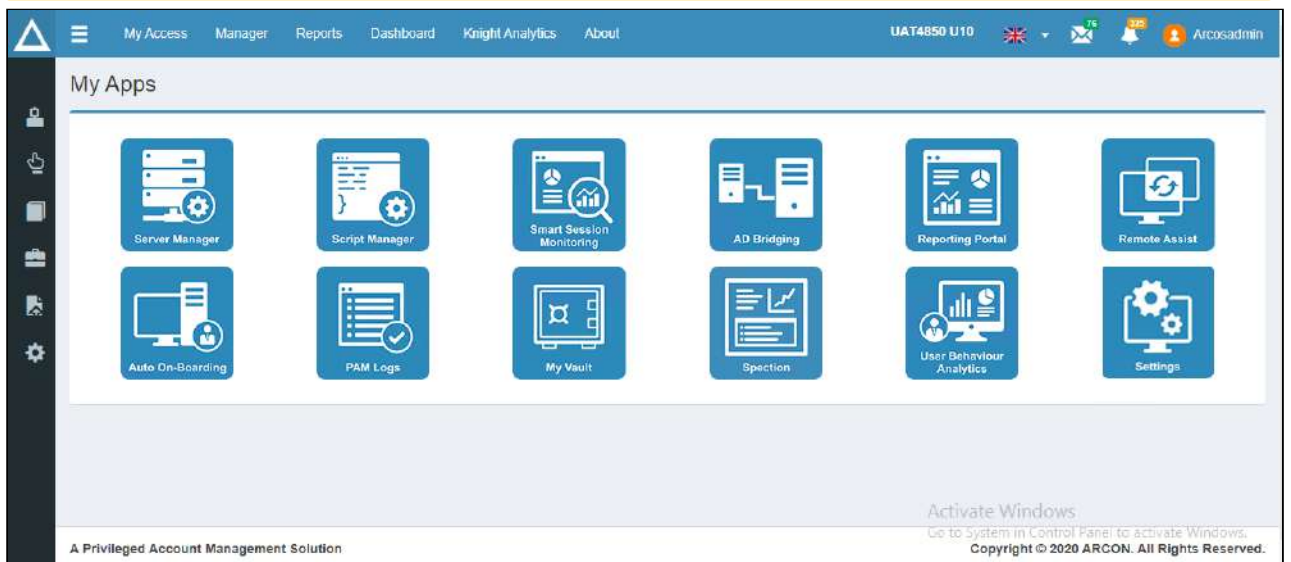 My Access Manager Reports Dashboard Knight Analytics About UAT4850 U10 76 325 Arcosadmin
My Apps
Server Manager Script Manager Smart Session Monitoring AD Bridging Reporting Portal Remote Assist
Auto On-Boarding PAM Logs My Vault Spection User Behaviour Analytics Settings
Activate Windows
Go to System in Control Panel to activate Windows.
A Privileged Account Management Solution Copyright © 2020 ARCON. All Rights Reserved.